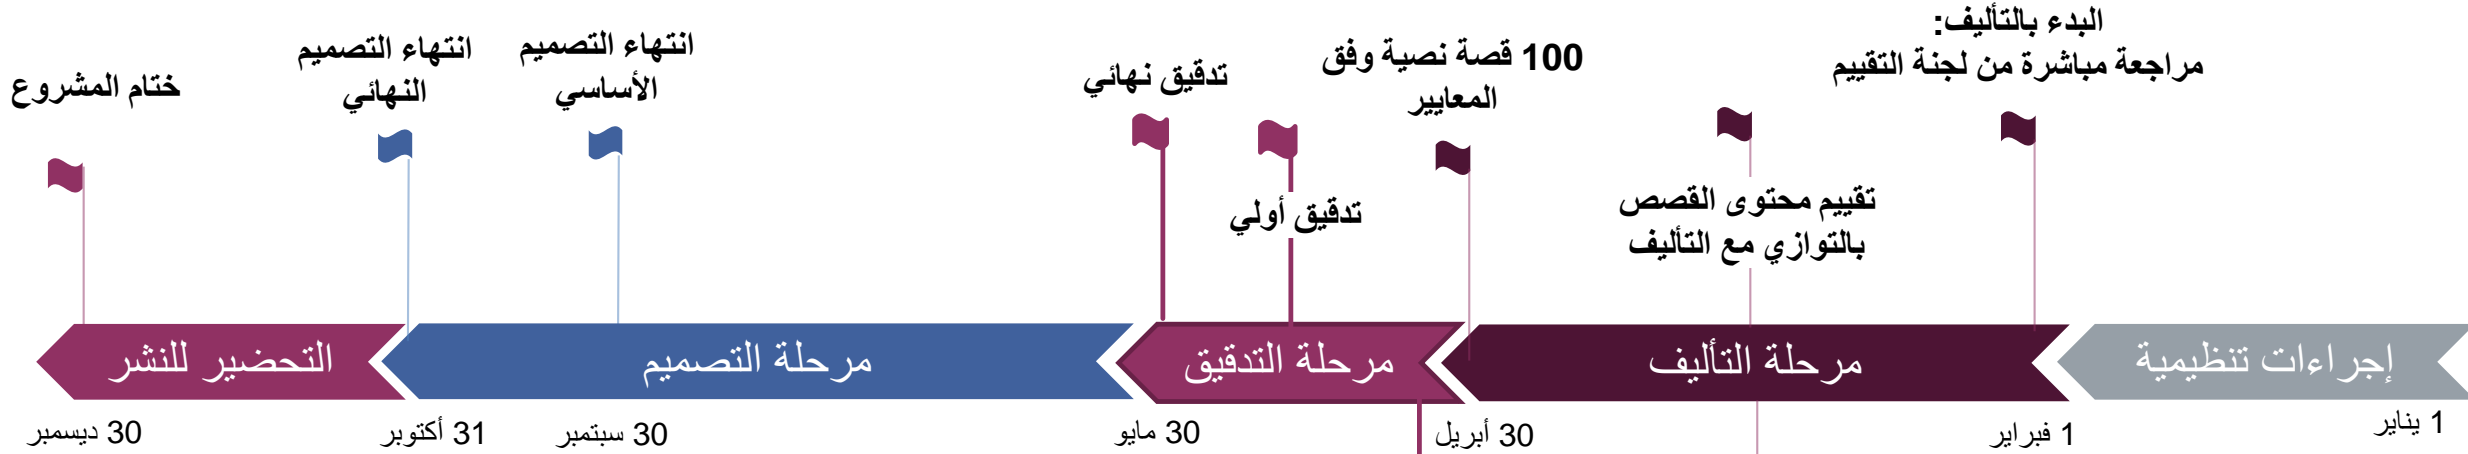 البدء بالتأليف:
مراجعة مباشرة من لجنة التقييم
تقييم محتوى القصص
بالتوازي مع التأليف
100 قصة نصية وفق
المعايير
تدقيق أولي
تدقيق نهائي
انتهاء التصميم
الأساسي
انتهاء التصميم
النهائي
ختام المشروع
إجراءات تنظيمية
مرحلة التأليف
مرحلة التدقيق
مرحلة التصميم
التحضير للنشر
1 يناير
1 فبراير
30 أبريل
30 مايو
30 سبتمبر
31 أكتوبر
30 ديسمبر